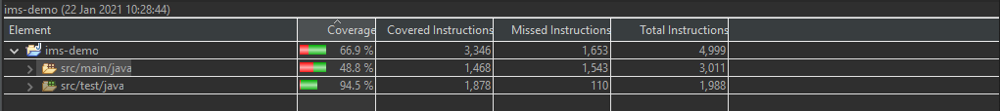 ims-demo (22 Jan 2021 10:28:44)
Element Coverage Covered Instructions Missed Instructions Total Instructions
ims-demo 66.9 % 3,346 1,653 4,999
src/main/java 48.8 % 1,468 1,543 3,011
src/test/java 94.5 % 1,878 110 1,988